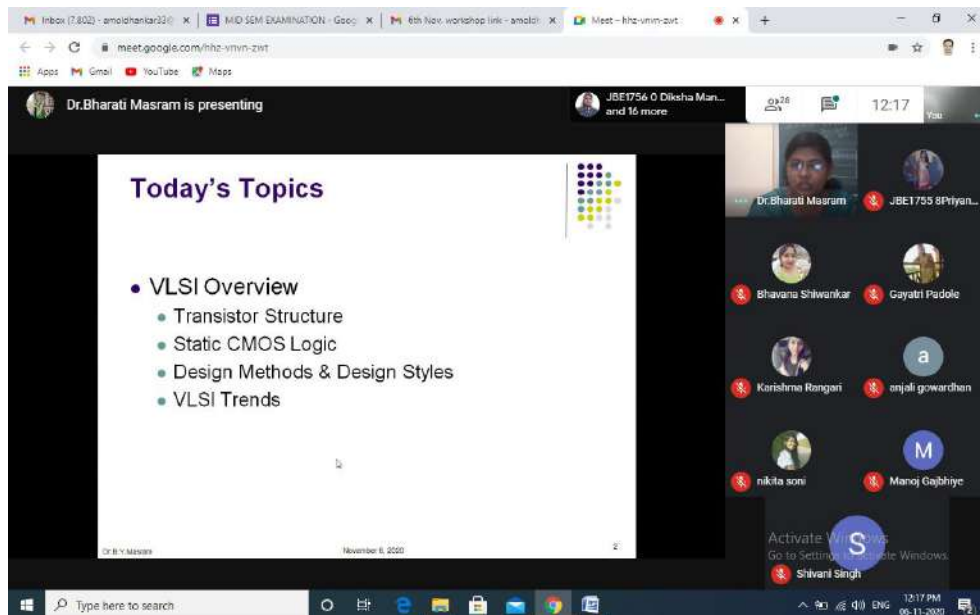 Inbox (7,802) - amoldhankar33@
MID SEM EXAMINATION - Goog
6th Nov. workshop link - amoldh
Meet – hhz-vnvn-zwt
meet.google.com/hhz-vnvn-zwt
Apps Gmail YouTube Maps
Dr.Bharati Masram is presenting
JBE1756 0 Diksha Man...
and 16 more
28
12:17
You
Today's Topics
• VLSI Overview
• Transistor Structure
• Static CMOS Logic
• Design Methods & Design Styles
• VLSI Trends
Dr.B.Y.Masram November 6, 2020 2
Dr.Bharati Masram
JBE1755 8Priyan...
Bhavana Shiwankar
Gayatri Padole
Karishma Rangari
a
anjali gowardhan
nikita soni
M
Manoj Gajbhiye
S
Activate Windows
Go to Settings to activate Windows.
Shivani Singh
Type here to search
ENG
12:17 PM
06-11-2020
2